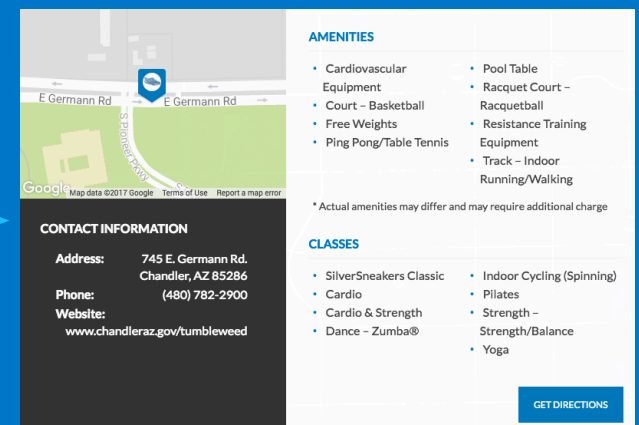 E Germann Rd
E Germann Rd
S Pioneer Pkwy
Google
Map data ©2017 Google Terms of Use Report a map error
CONTACT INFORMATION
Address: 745 E. Germann Rd.
Chandler, AZ 85286
Phone: (480) 782-2900
Website:
www.chandleraz.gov/tumbleweed
AMENITIES
• Cardiovascular
Equipment
• Court – Basketball
• Free Weights
• Ping Pong/Table Tennis
• Pool Table
• Racquet Court –
Racquetball
• Resistance Training
Equipment
• Track – Indoor
Running/Walking
* Actual amenities may differ and may require additional charge
CLASSES
• SilverSneakers Classic
• Cardio
• Cardio & Strength
• Dance – Zumba®
• Indoor Cycling (Spinning)
• Pilates
• Strength –
Strength/Balance
• Yoga
GET DIRECTIONS